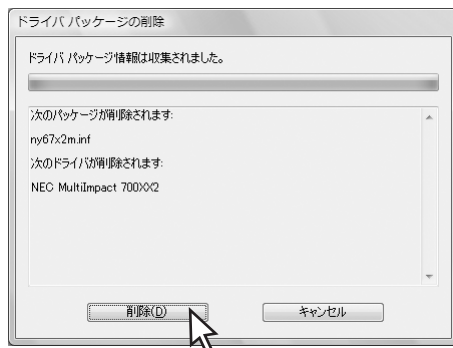 ドライバ パッケージの削除
ドライバ パッケージ情報は収集されました。
次のパッケージが削除されます:
ny67x2m.inf
次のドライバが削除されます:
NEC MultiImpact 700XX2
削除(D)
キャンセル